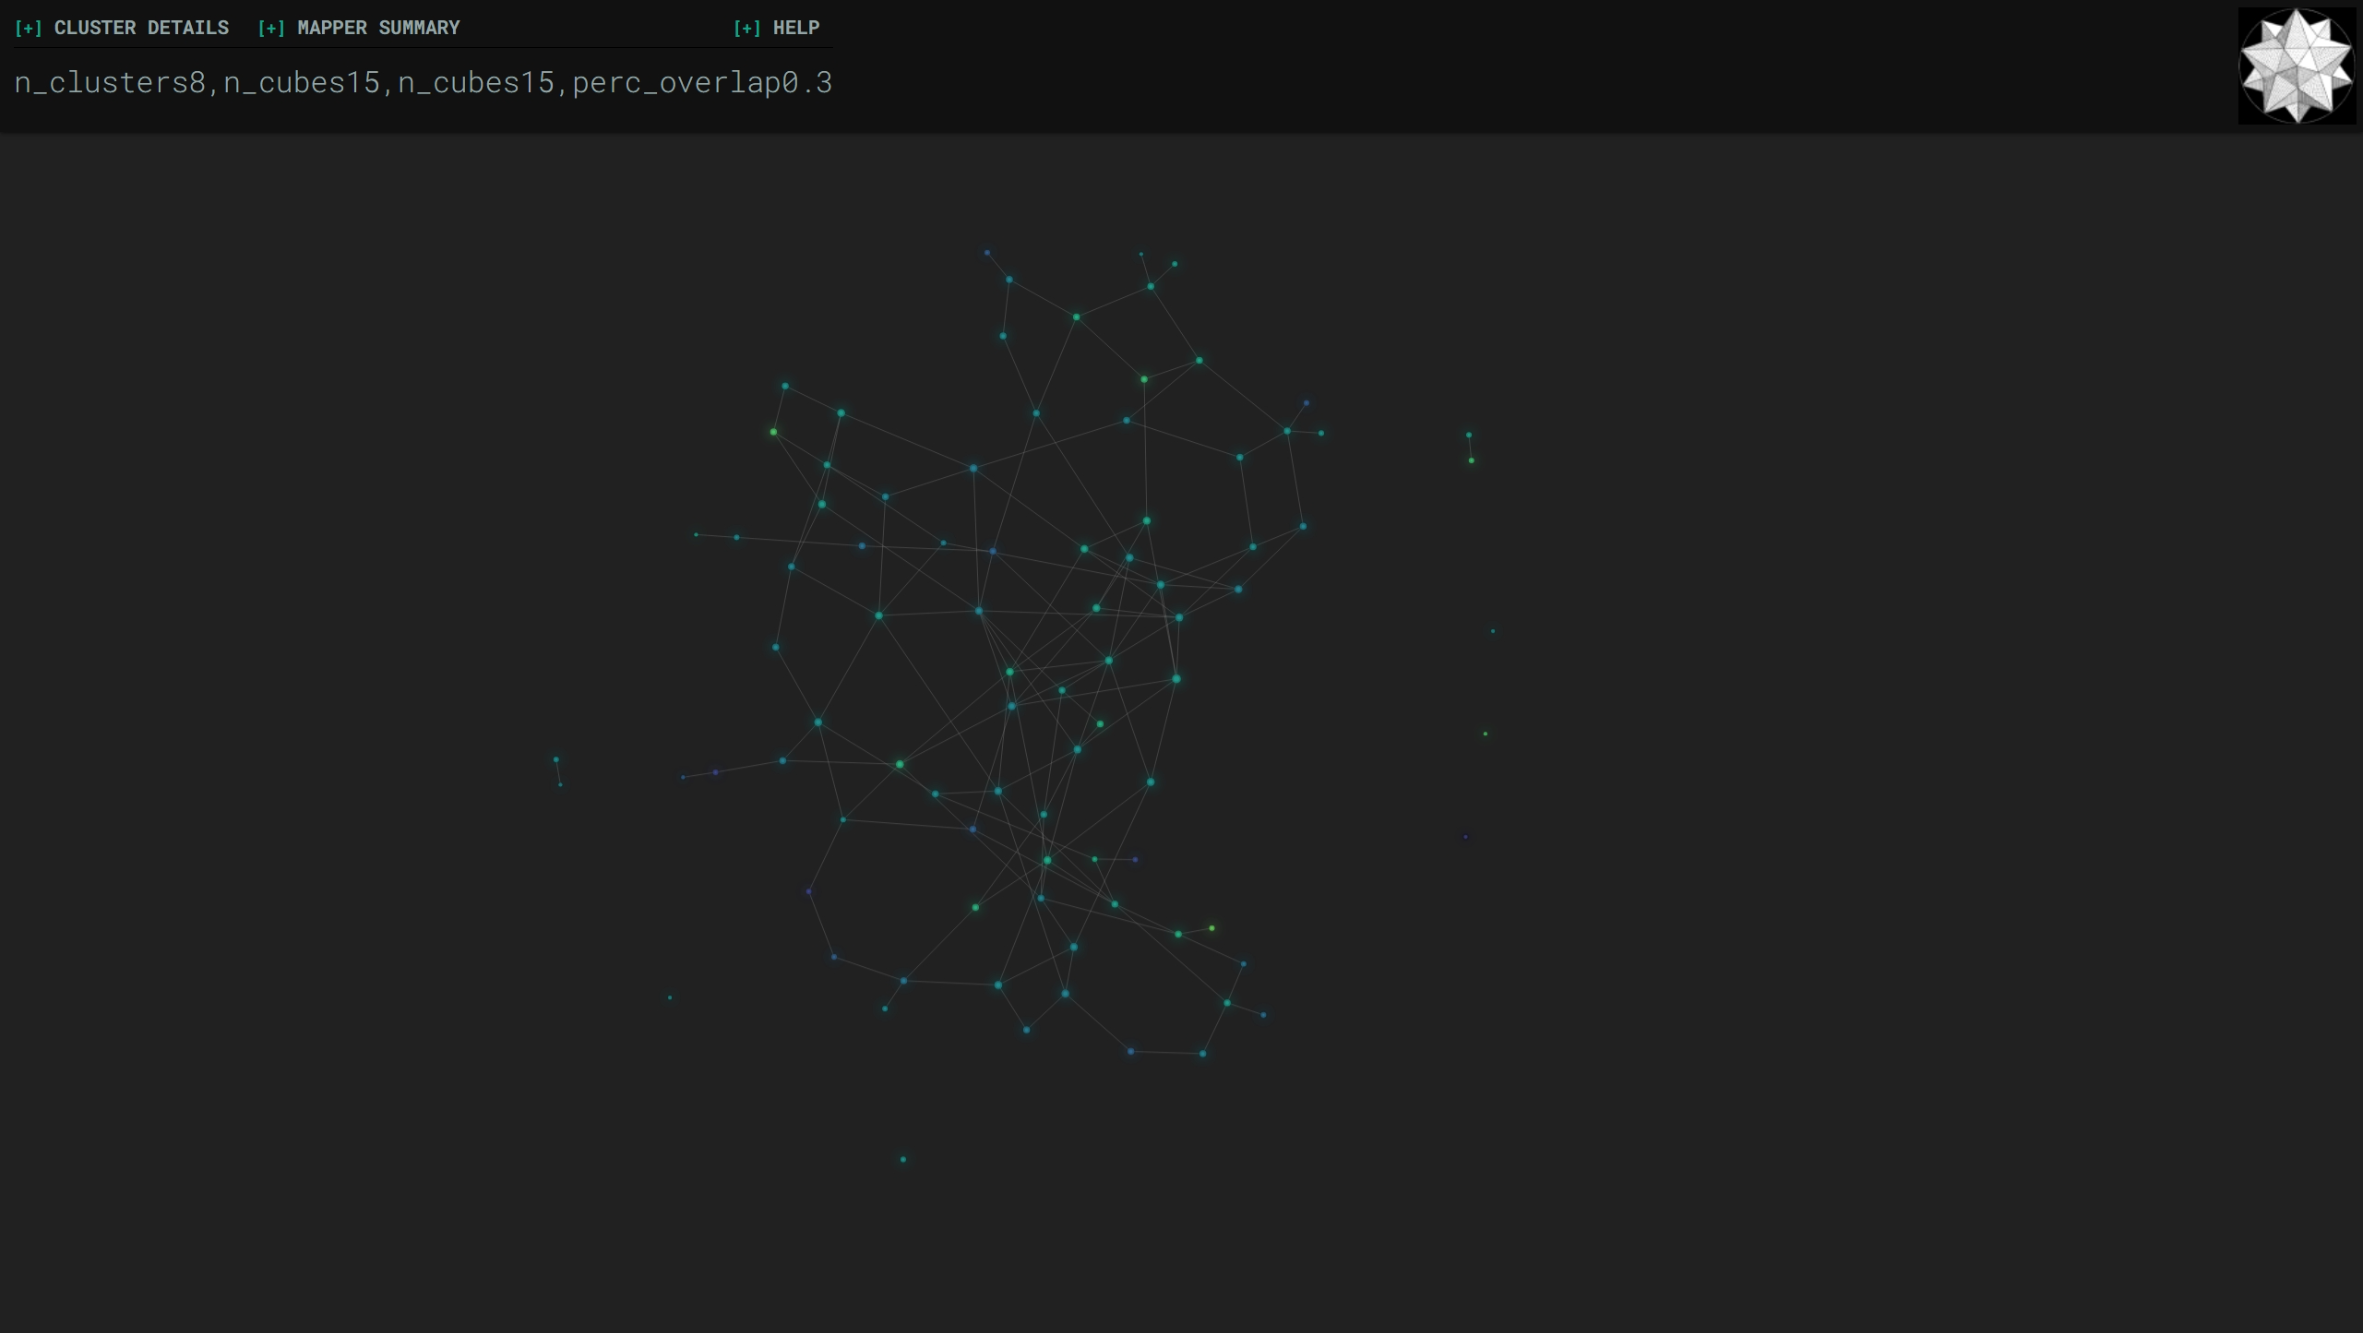 [+] CLUSTER DETAILS [+] MAPPER SUMMARY [+] HELP
n_clusters8,n_cubes15,n_cubes15,perc_overlap0.3